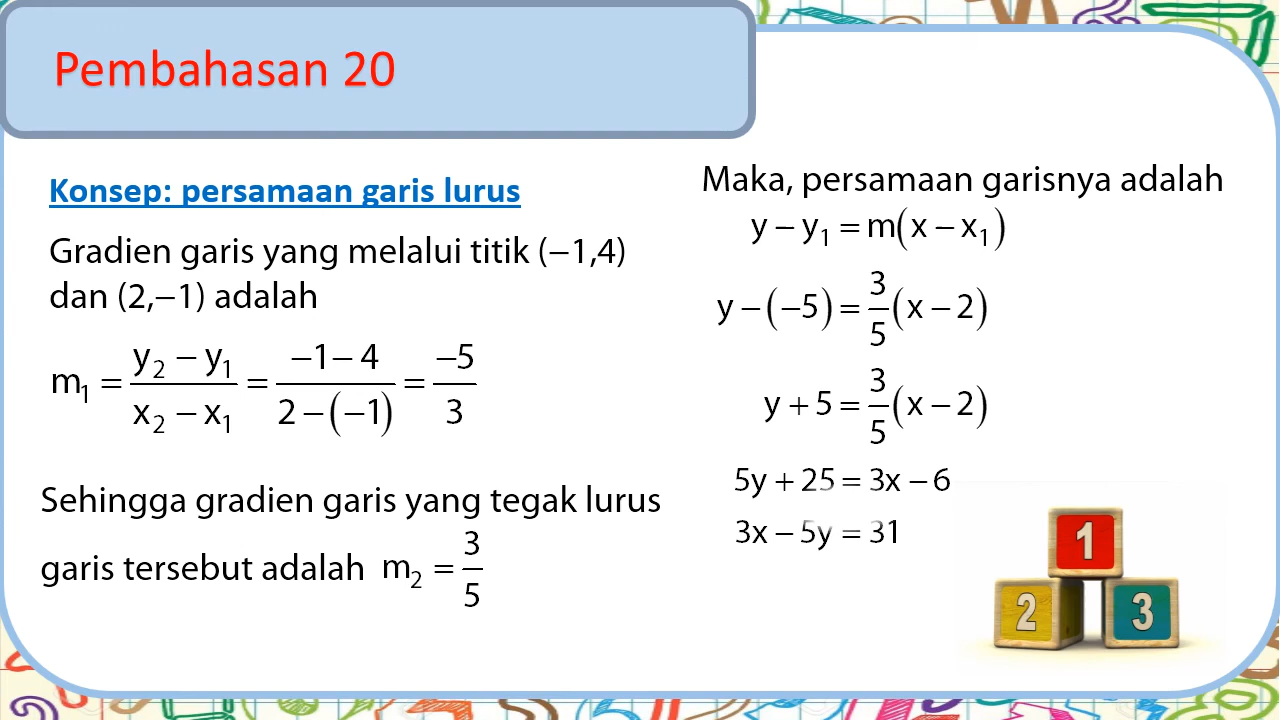 Pembahasan 20
Konsep: persamaan garis lurus
Gradien garis yang melalui titik (−1,4)
dan (2,−1) adalah
m₁ = (y₂ − y₁)/(x₂ − x₁) = (−1− 4)/(2 −(−1)) = −5/3
Sehingga gradien garis yang tegak lurus
garis tersebut adalah m₂ = 3/5
Maka, persamaan garisnya adalah
y − y₁ = m(x − x₁)
y −(−5) = 3/5 (x − 2)
y + 5 = 3/5 (x − 2)
5y + 25 = 3x − 6
3x − 5y = 31
1
2 3